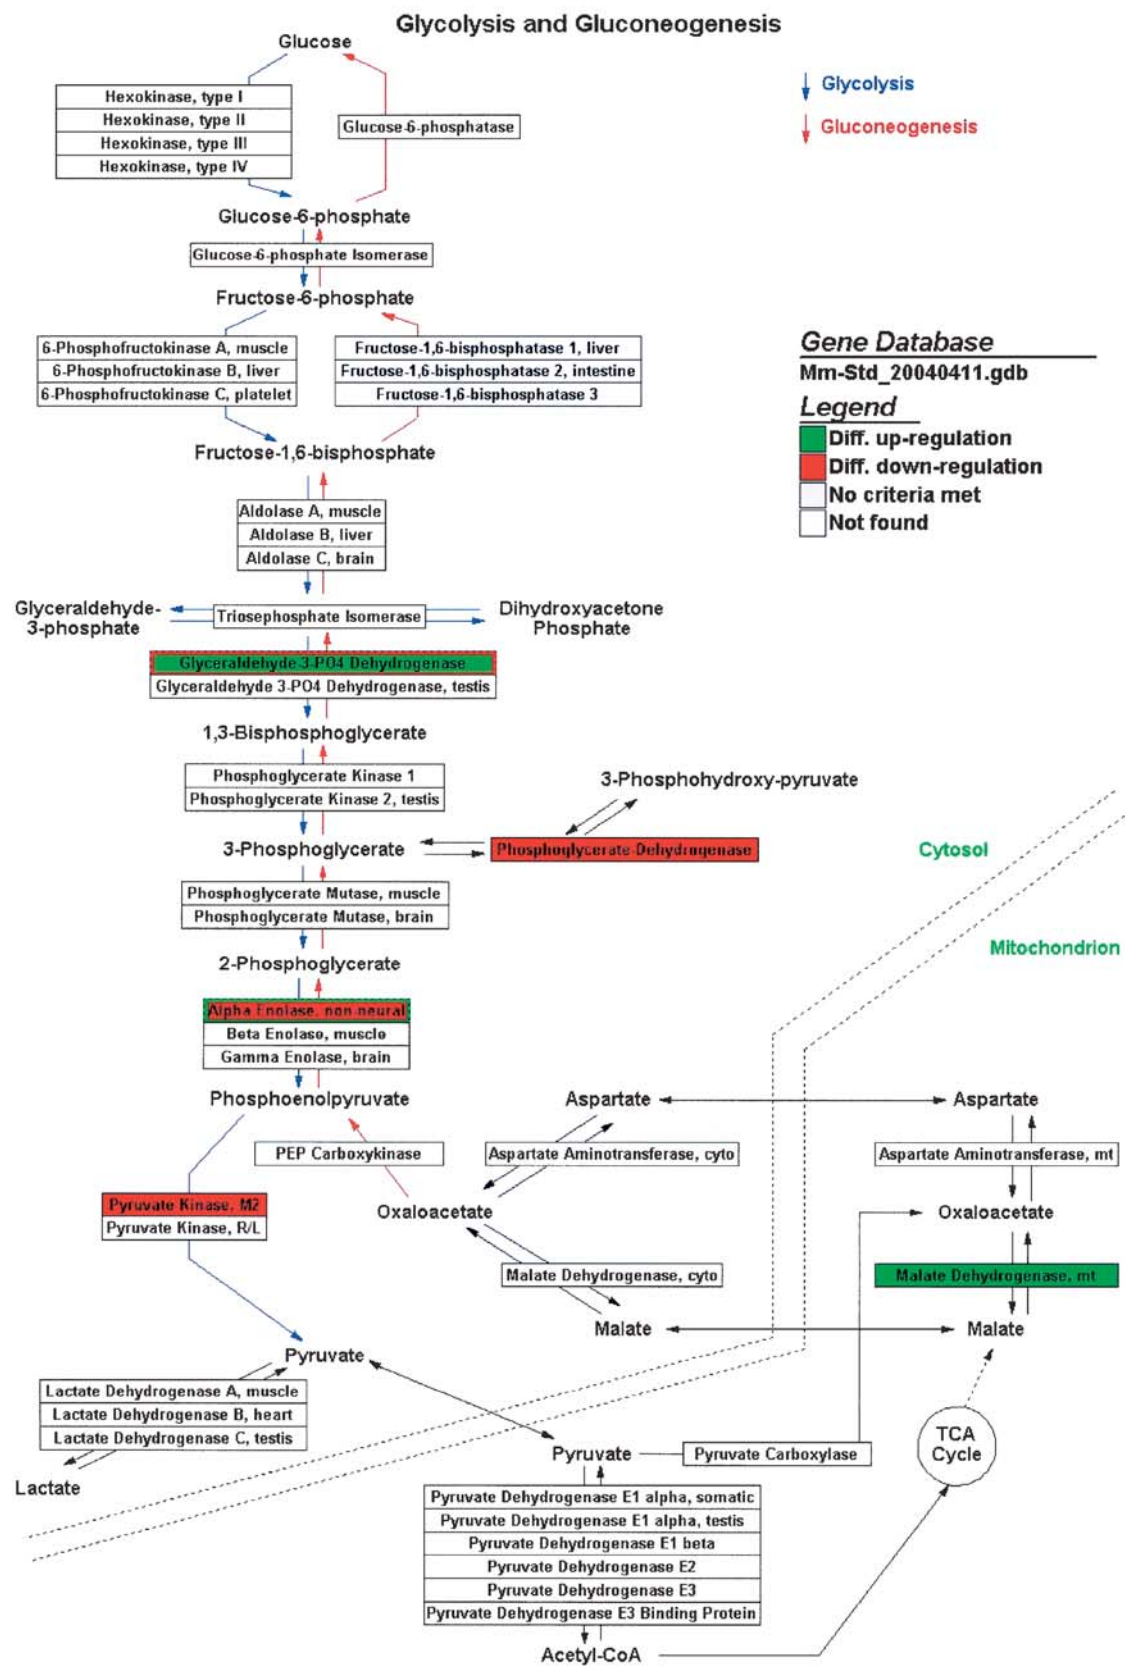 Glycolysis and Gluconeogenesis
Glucose
Glycolysis
Gluconeogenesis
Hexokinase, type I
Hexokinase, type II
Hexokinase, type III
Hexokinase, type IV
Glucose-6-phosphatase
Glucose-6-phosphate
Glucose-6-phosphate Isomerase
Fructose-6-phosphate
6-Phosphofructokinase A, muscle
6-Phosphofructokinase B, liver
6-Phosphofructokinase C, platelet
Fructose-1,6-bisphosphatase 1, liver
Fructose-1,6-bisphosphatase 2, intestine
Fructose-1,6-bisphosphatase 3
Gene Database
Mm-Std_20040411.gdb
Legend
Diff. up-regulation
Diff. down-regulation
No criteria met
Not found
Fructose-1,6-bisphosphate
Aldolase A, muscle
Aldolase B, liver
Aldolase C, brain
Glyceraldehyde-
3-phosphate
Triosephosphate Isomerase
Dihydroxyacetone
Phosphate
Glyceraldehyde 3-PO4 Dehydrogenase
Glyceraldehyde 3-PO4 Dehydrogenase, testis
1,3-Bisphosphoglycerate
Phosphoglycerate Kinase 1
Phosphoglycerate Kinase 2, testis
3-Phosphohydroxy-pyruvate
3-Phosphoglycerate
Phosphoglycerate-Dehydrogenase
Cytosol
Phosphoglycerate Mutase, muscle
Phosphoglycerate Mutase, brain
Mitochondrion
2-Phosphoglycerate
Alpha Enolase, non-neural
Beta Enolase, muscle
Gamma Enolase, brain
Phosphoenolpyruvate
Aspartate
Aspartate
PEP Carboxykinase
Aspartate Aminotransferase, cyto
Aspartate Aminotransferase, mt
Pyruvate Kinase, M2
Pyruvate Kinase, R/L
Oxaloacetate
Oxaloacetate
Malate Dehydrogenase, cyto
Malate Dehydrogenase, mt
Malate
Malate
Pyruvate
Lactate Dehydrogenase A, muscle
Lactate Dehydrogenase B, heart
Lactate Dehydrogenase C, testis
Lactate
Pyruvate
Pyruvate Carboxylase
TCA
Cycle
Pyruvate Dehydrogenase E1 alpha, somatic
Pyruvate Dehydrogenase E1 alpha, testis
Pyruvate Dehydrogenase E1 beta
Pyruvate Dehydrogenase E2
Pyruvate Dehydrogenase E3
Pyruvate Dehydrogenase E3 Binding Protein
Acetyl-CoA